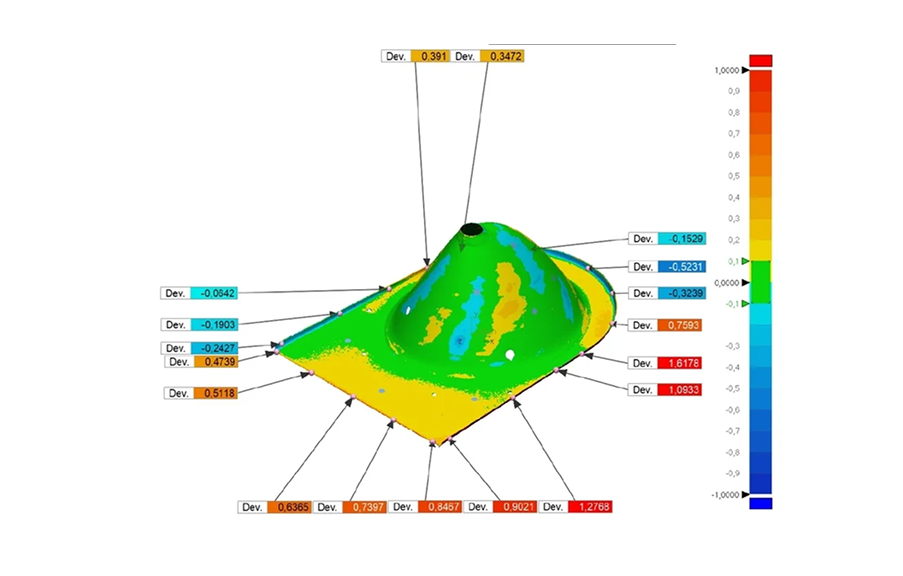 Dev. 0,391 Dev. 0,3472
1,0000
0,9
0,8
0,7
0,6
0,5
0,4
0,3
0,2
0,1
0,0000
-0,1
-0,3
-0,4
-0,5
-0,6
-0,7
-0,8
-0,9
-1,0000
Dev. -0,1529
Dev. -0,5231
Dev. -0,3239
Dev. 0,7593
Dev. 1,6178
Dev. 1,0933
Dev. -0,0642
Dev. -0,1903
Dev. -0,2427
Dev. 0,4739
Dev. 0,5118
Dev. 0,6365 Dev. 0,7397 Dev. 0,8467 Dev. 0,9021 Dev. 1,2768